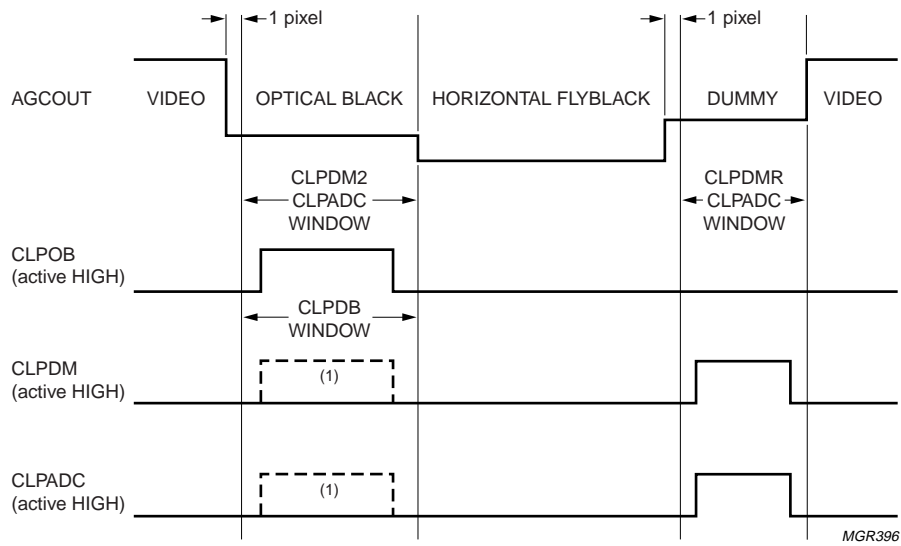 1 pixel
1 pixel
AGCOUT
VIDEO
OPTICAL BLACK
HORIZONTAL FLYBLACK
DUMMY
VIDEO
CLPDM2
CLPADC
WINDOW
CLPDMR
CLPADC
WINDOW
CLPOB
(active HIGH)
CLPDB
WINDOW
CLPDM
(active HIGH)
(1)
CLPADC
(active HIGH)
(1)
MGR396